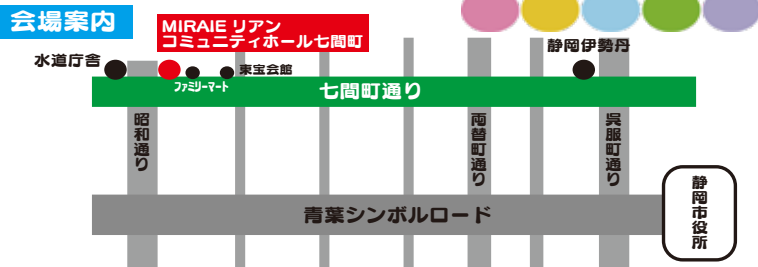 会場案内
MIRAIE リアン
コミュニティホール七間町
水道庁舎
ファミリーマート
東宝会館
静岡伊勢丹
七間町通り
昭和通り
両替町通り
呉服町通り
青葉シンボルロード
静岡市役所